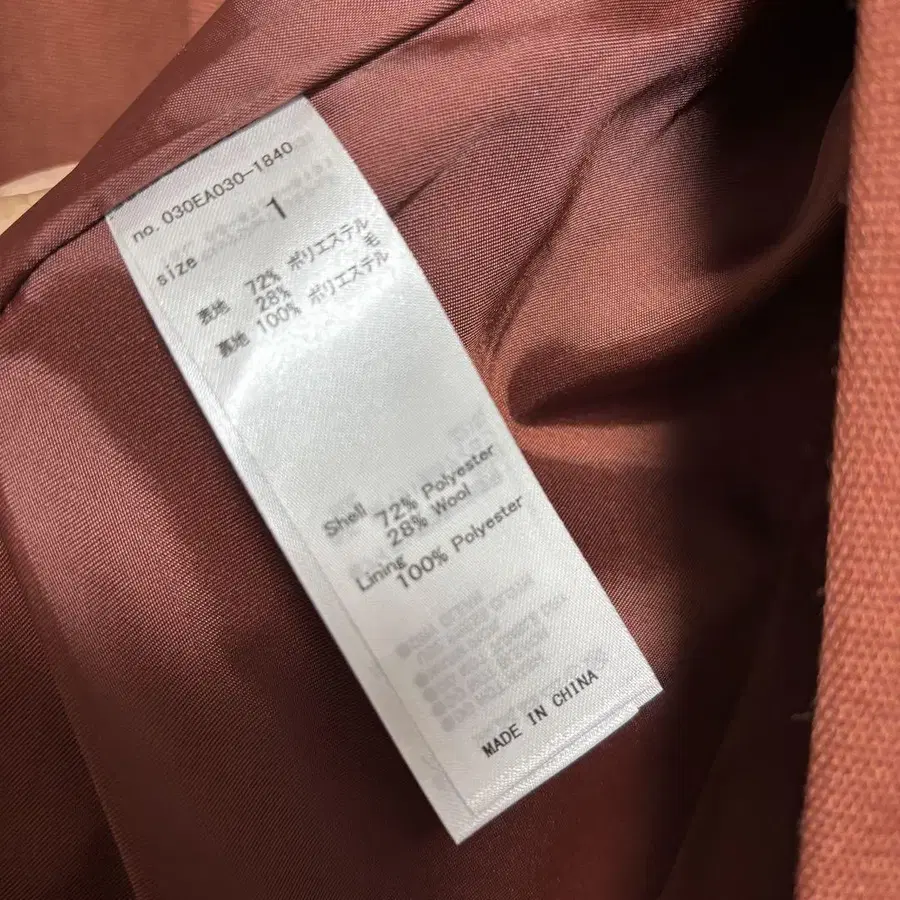 no. 030EA030-1840
size 1
表地 72% ポリエステル
28% 毛
裏地 100% ポリエステル
Shell 72% Polyester
28% Wool
Lining 100% Polyester
MADE IN CHINA